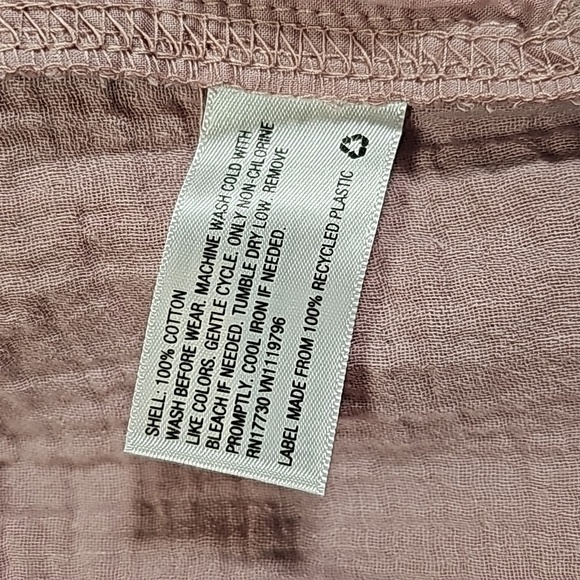 SHELL: 100% COTTON
WASH BEFORE WEAR. MACHINE WASH COLD WITH
LIKE COLORS. GENTLE CYCLE. ONLY NON-CHLORINE
BLEACH IF NEEDED. TUMBLE DRY LOW. REMOVE
PROMPTLY. COOL IRON IF NEEDED
RN17730 VN1119796
LABEL MADE FROM 100% RECYCLED PLASTIC